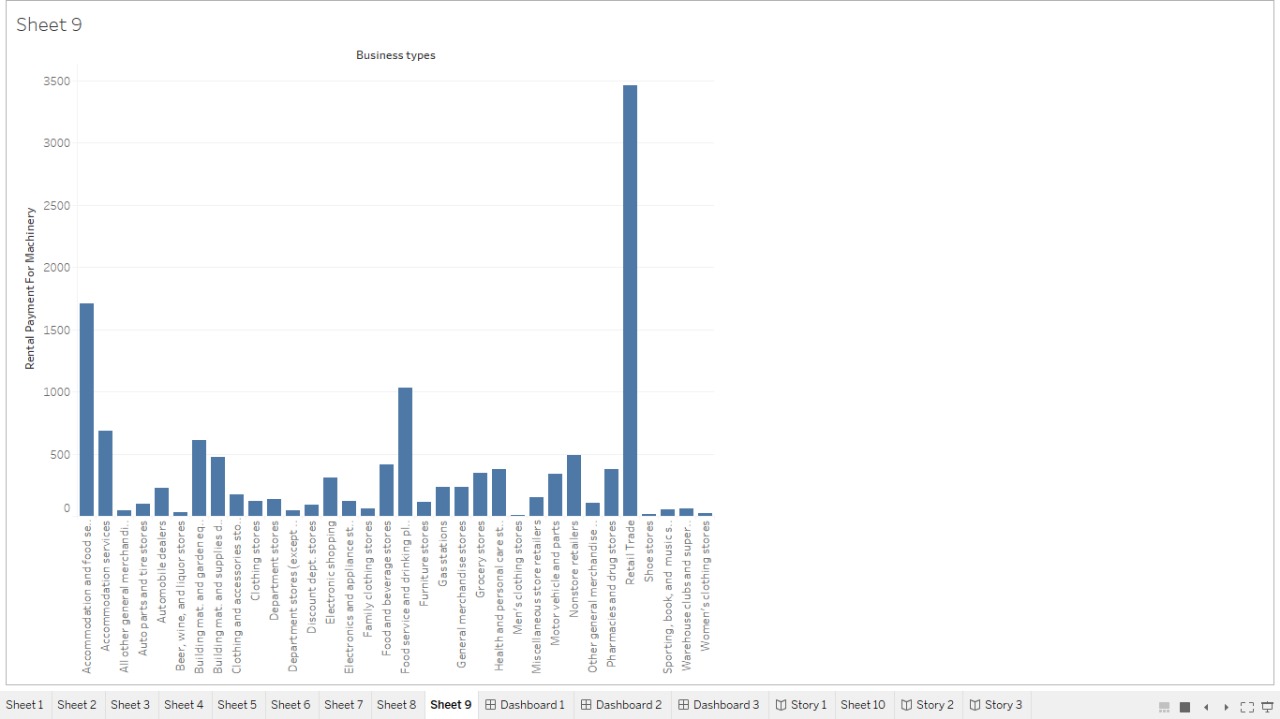 Sheet 9
Business types
Rental Payment For Machinery
3500
3000
2500
2000
1500
1000
500
0
Accommodation and food se..
Accommodation services
All other general merchandi..
Auto parts and tire stores
Automobile dealers
Beer, wine, and liquor stores
Building mat. and garden eq..
Building mat. and supplies d..
Clothing and accessories sto..
Clothing stores
Department stores
Department stores (except ..
Discount dept. stores
Electronic shopping
Electronics and appliance st..
Family clothing stores
Food and beverage stores
Food service and drinking pl..
Furniture stores
Gas stations
General merchandise stores
Grocery stores
Health and personal care st..
Men's clothing stores
Miscellaneous store retailers
Motor vehicle and parts
Nonstore retailers
Other general merchandise ..
Pharmacies and drug stores
Retail Trade
Shoe stores
Sporting, book, and music s..
Warehouse clubs and super..
Women's clothing stores
Sheet 1 Sheet 2 Sheet 3 Sheet 4 Sheet 5 Sheet 6 Sheet 7 Sheet 8 Sheet 9 Dashboard 1 Dashboard 2 Dashboard 3 Story 1 Sheet 10 Story 2 Story 3